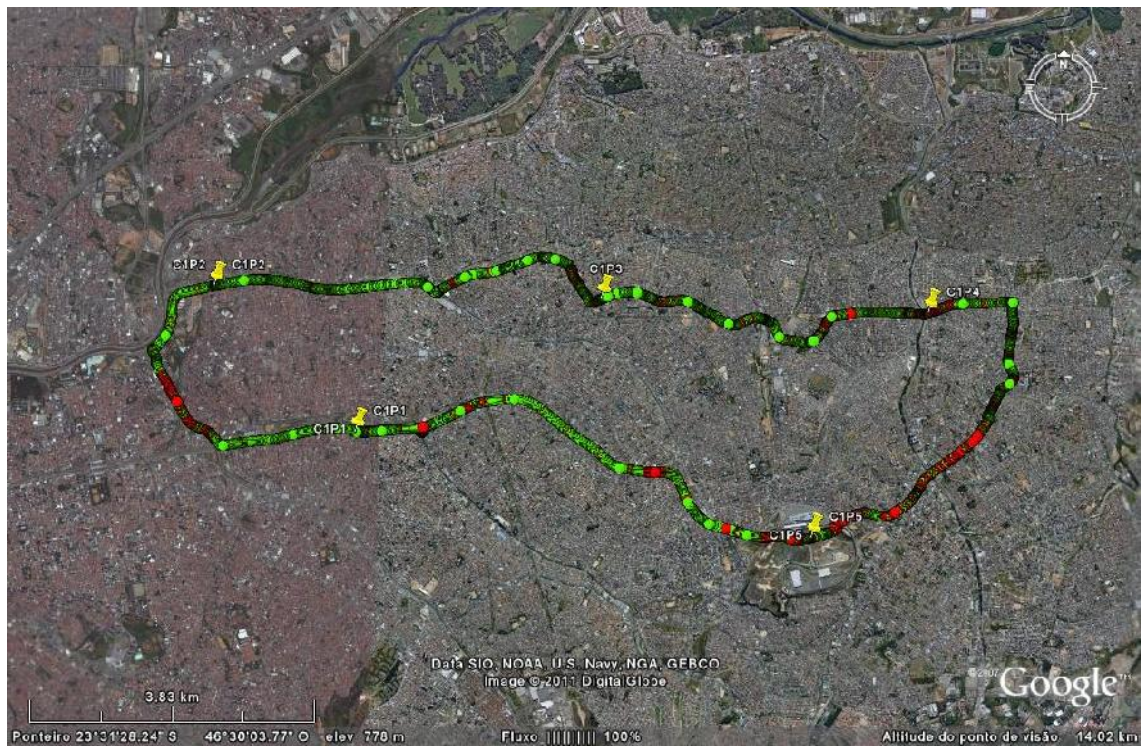 N
C1P2 C1P2
C1P3
C1P4
C1P1
C1P1
C1P5
C1P5
Data SIO, NOAA, U.S. Navy, NGA, GEBCO
Image © 2011 DigitalGlobe
©2007 Google™
3.83 km
Ponteiro 23°31'28.24" S 46°30'03.77" O elev 778 m Fluxo |||||||||| 100% Altitude do ponto de visão 14.02 km